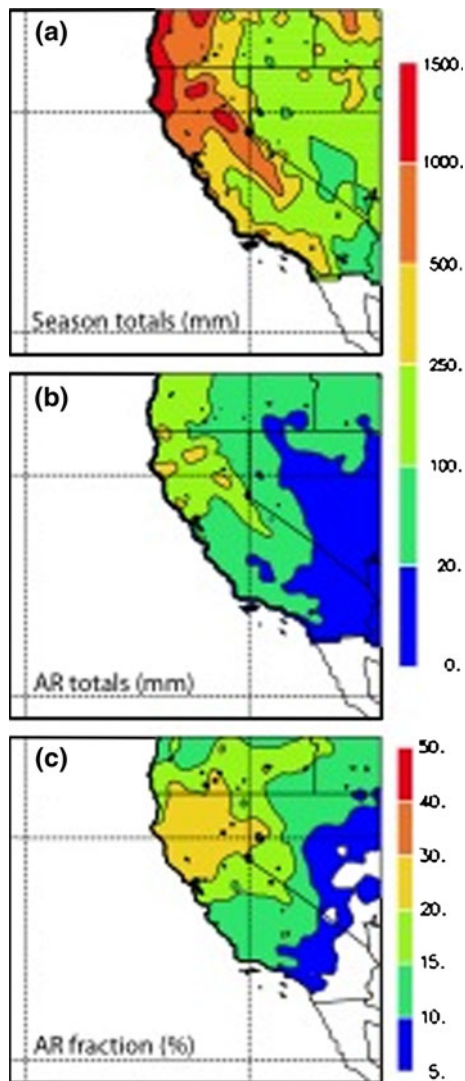 (a)
Season totals (mm)
1500.
1000.
500.
250.
100.
20.
0.
(b)
AR totals (mm)
(c)
AR fraction (%)
50.
40.
30.
20.
15.
10.
5.